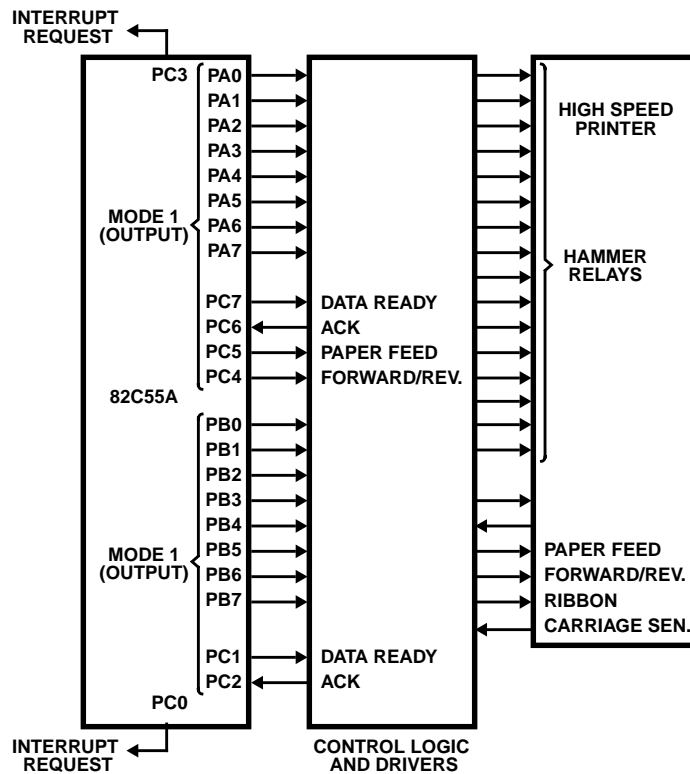 INTERRUPT
REQUEST
PC3
PA0
PA1
PA2
PA3
PA4
PA5
PA6
PA7
MODE 1
(OUTPUT)
PC7
PC6
PC5
PC4
DATA READY
ACK
PAPER FEED
FORWARD/REV.
82C55A
PB0
PB1
PB2
PB3
PB4
PB5
PB6
PB7
MODE 1
(OUTPUT)
PC1
PC2
DATA READY
ACK
PC0
INTERRUPT
REQUEST
CONTROL LOGIC
AND DRIVERS
HIGH SPEED
PRINTER
HAMMER
RELAYS
PAPER FEED
FORWARD/REV.
RIBBON
CARRIAGE SEN.